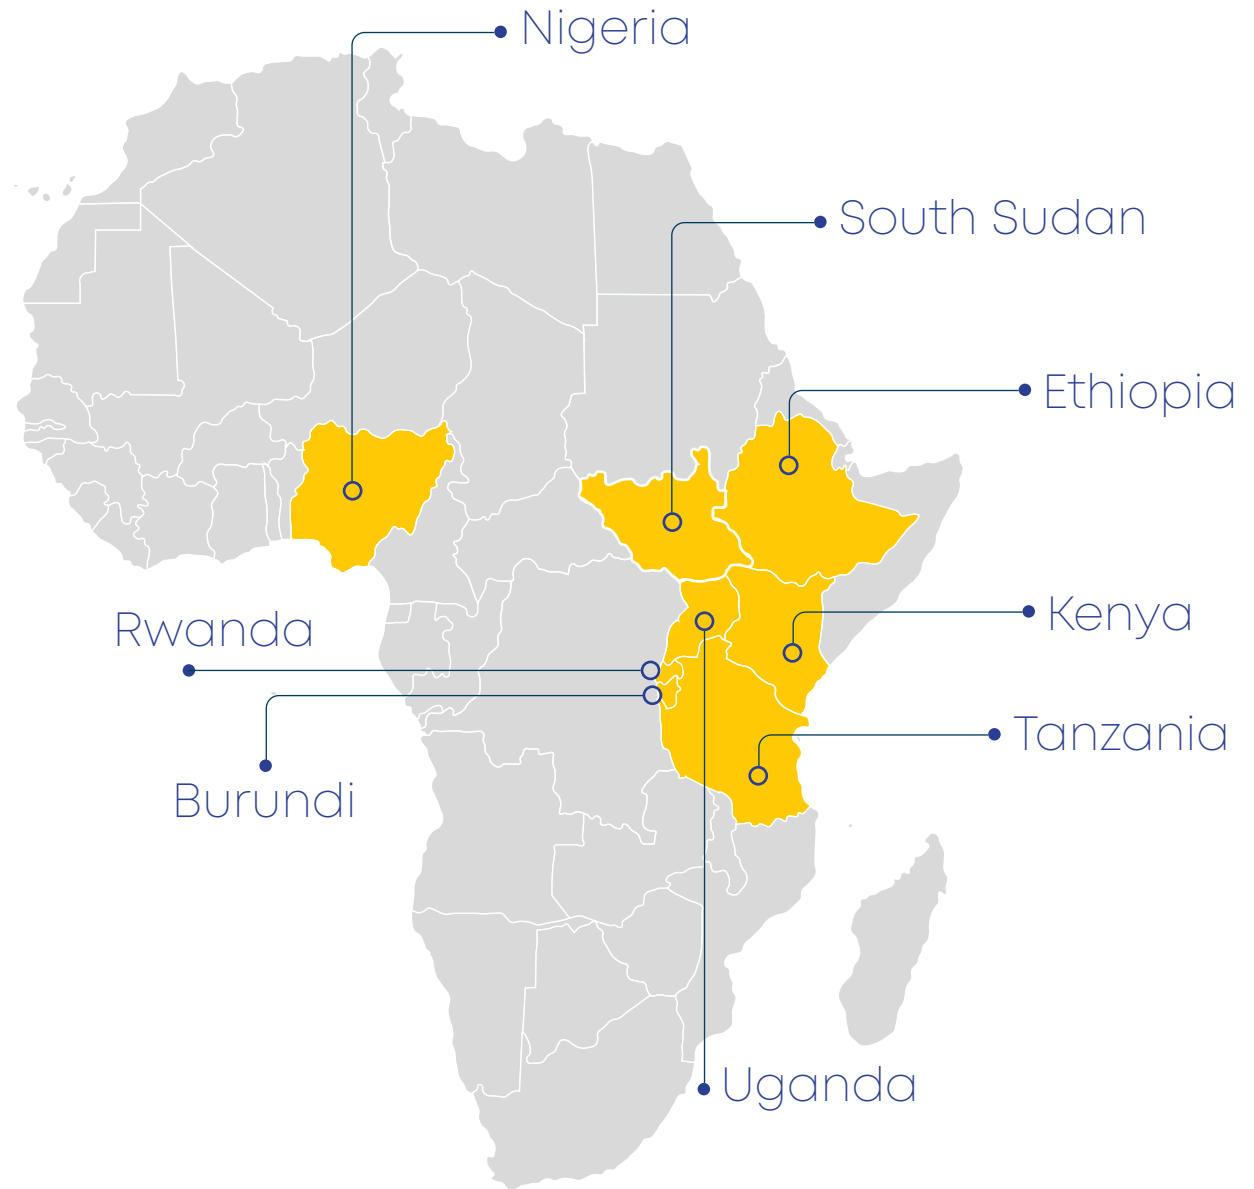 Nigeria
South Sudan
Ethiopia
Rwanda
Kenya
Tanzania
Burundi
Uganda